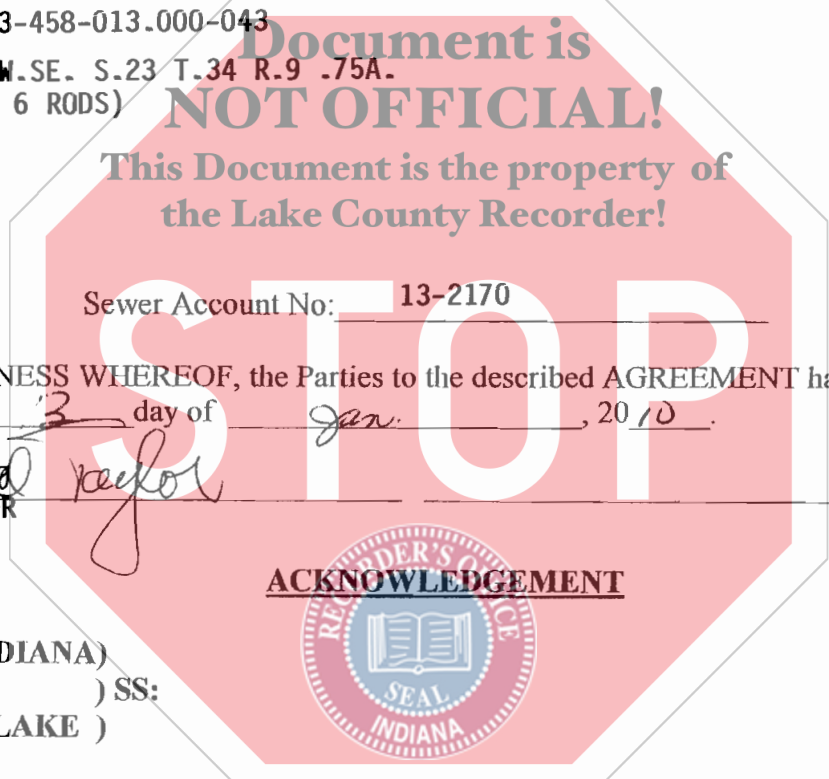 3-458-013.000-043
Document is
W.SE. S.23 T.34 R.9 .75A.
6 RODS)
NOT OFFICIAL!
This Document is the property of
the Lake County Recorder!
STOP
Sewer Account No: 13-2170
NESS WHEREOF, the Parties to the described AGREEMENT ha
3 day of Jan. , 2010 .
Taylor
R
ACKNOWLEDGEMENT
RECORDER'S OFFICE
SEAL
INDIANA
DIANA)
) SS:
LAKE )